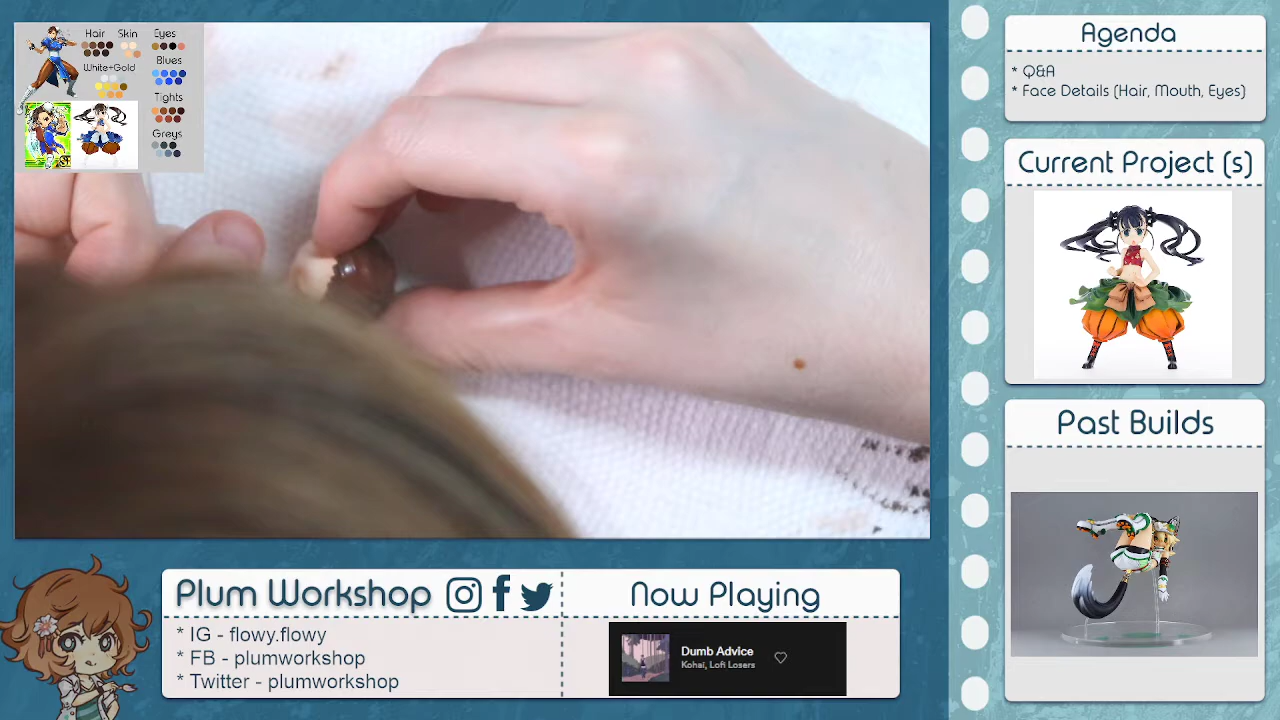 Hair Skin Eyes
White+Gold
Blues
Tights
Greys
SF
Agenda
* Q&A
* Face Details (Hair, Mouth, Eyes)
Current Project (s)
Past Builds
Plum Workshop
* IG - flowy.flowy
* FB - plumworkshop
* Twitter - plumworkshop
Now Playing
Dumb Advice
Kohai, Lofi Losers